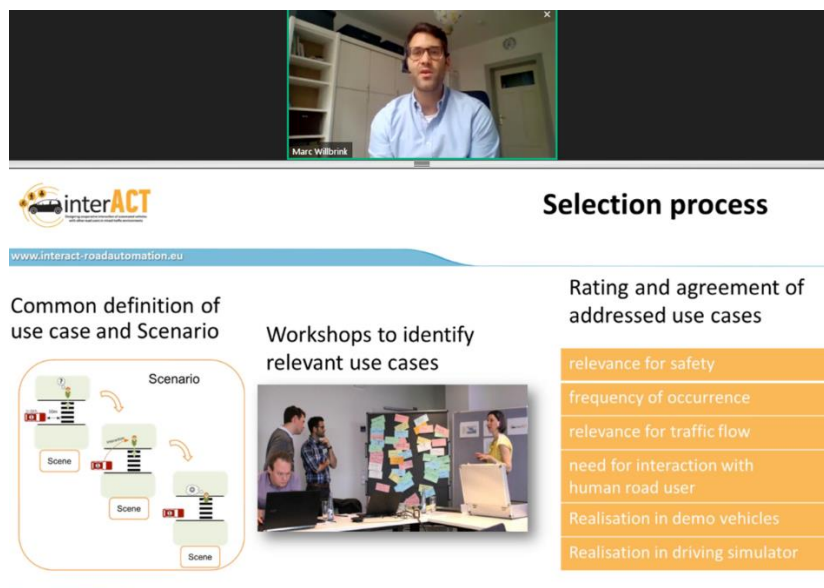 Marc Willbrink
interACT
Selection process
www.interact-roadautomation.eu
Common definition of
use case and Scenario
Scenario
Scene
Scene
Scene
Workshops to identify
relevant use cases
Rating and agreement of
addressed use cases
relevance for safety
frequency of occurrence
relevance for traffic flow
need for interaction with
human road user
Realisation in demo vehicles
Realisation in driving simulator